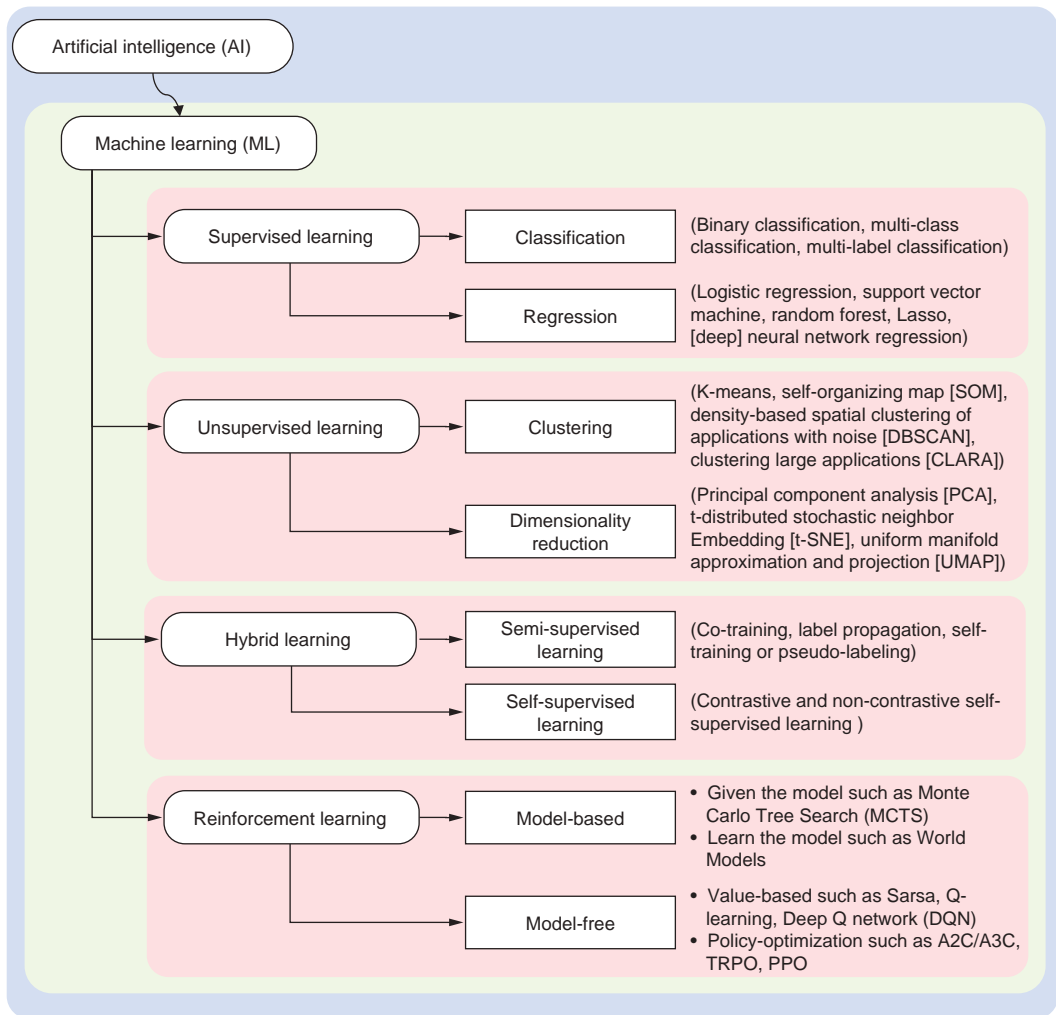 Artificial intelligence (AI)
Machine learning (ML)
Supervised learning
Classification
(Binary classification, multi-class
classification, multi-label classification)
Regression
(Logistic regression, support vector
machine, random forest, Lasso,
[deep] neural network regression)
Unsupervised learning
Clustering
(K-means, self-organizing map [SOM],
density-based spatial clustering of
applications with noise [DBSCAN],
clustering large applications [CLARA])
Dimensionality
reduction
(Principal component analysis [PCA],
t-distributed stochastic neighbor
Embedding [t-SNE], uniform manifold
approximation and projection [UMAP])
Hybrid learning
Semi-supervised
learning
(Co-training, label propagation, self-
training or pseudo-labeling)
Self-supervised
learning
(Contrastive and non-contrastive self-
supervised learning )
Reinforcement learning
Model-based
• Given the model such as Monte
Carlo Tree Search (MCTS)
• Learn the model such as World
Models
Model-free
• Value-based such as Sarsa, Q-
learning, Deep Q network (DQN)
• Policy-optimization such as A2C/A3C,
TRPO, PPO